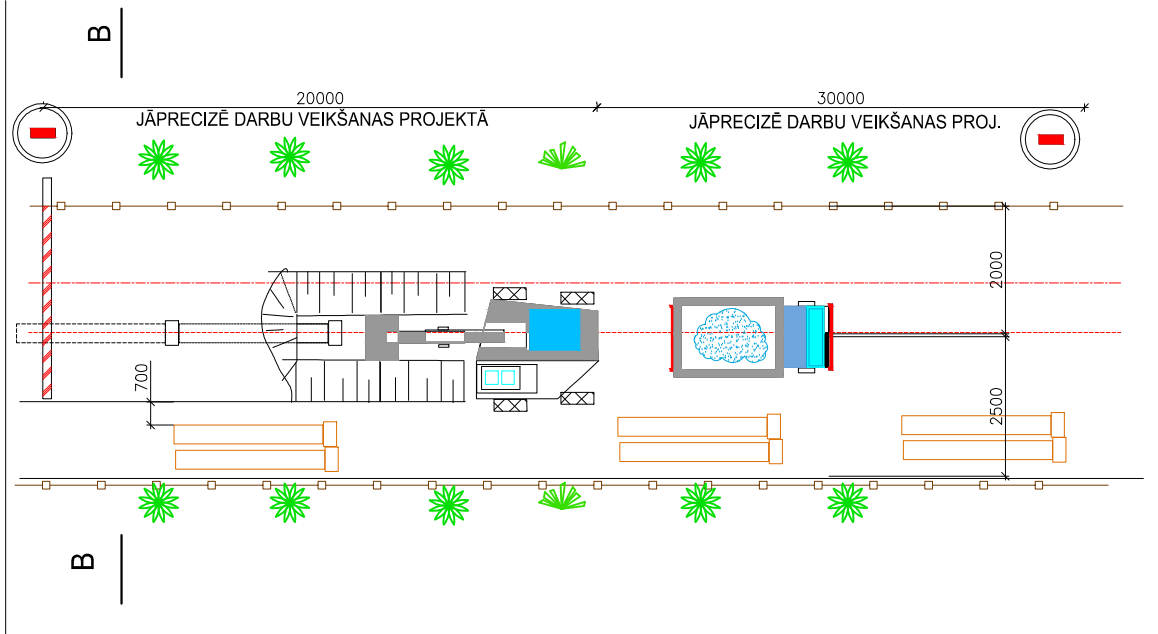 B
20000
30000
JĀPRECIZĒ DARBU VEIKŠANAS PROJEKTĀ
JĀPRECIZĒ DARBU VEIKŠANAS PROJ.
2000
700
2500
B